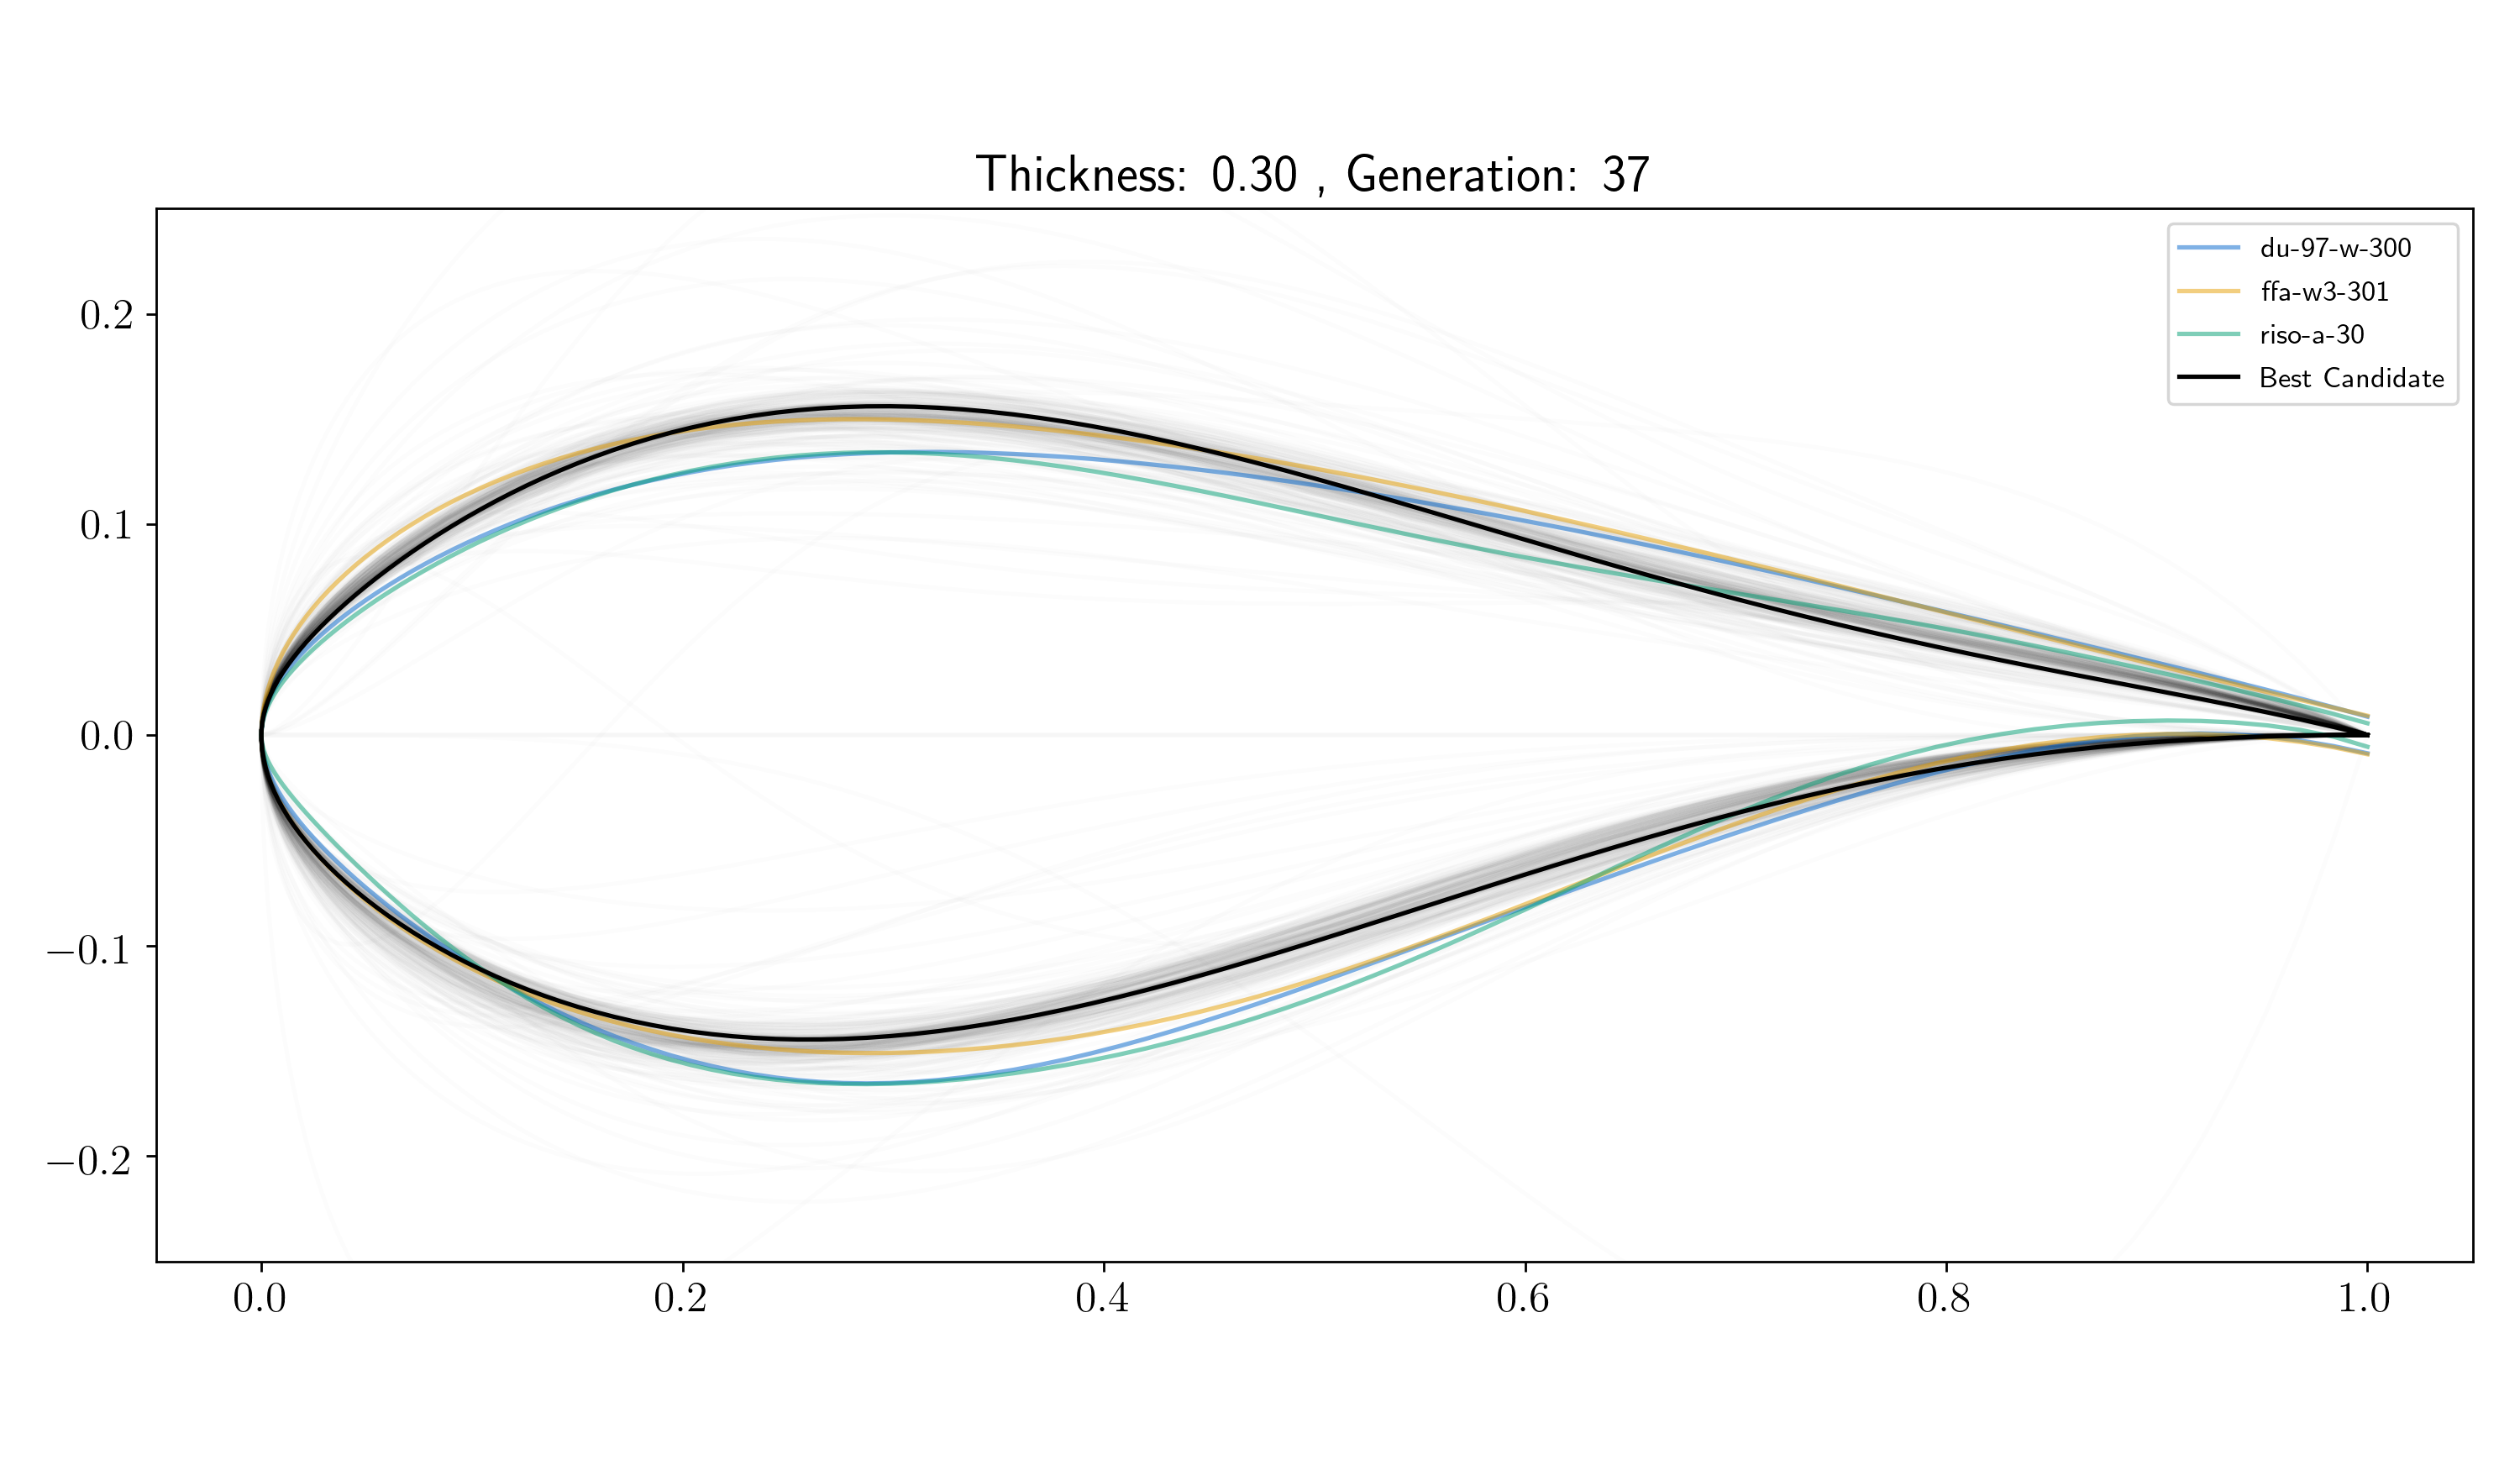 Thickness: 0.30 , Generation: 37
du-97-w-300
ffa-w3-301
riso-a-30
Best Candidate
0.2
0.1
0.0
−0.1
−0.2
0.0 0.2 0.4 0.6 0.8 1.0